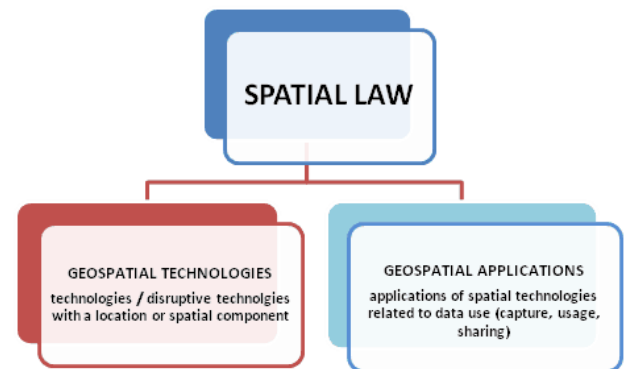 SPATIAL LAW
GEOSPATIAL TECHNOLOGIES
technologies / disruptive technolgies
with a location or spatial component
GEOSPATIAL APPLICATIONS
applications of spatial technologies
related to data use (capture, usage,
sharing)